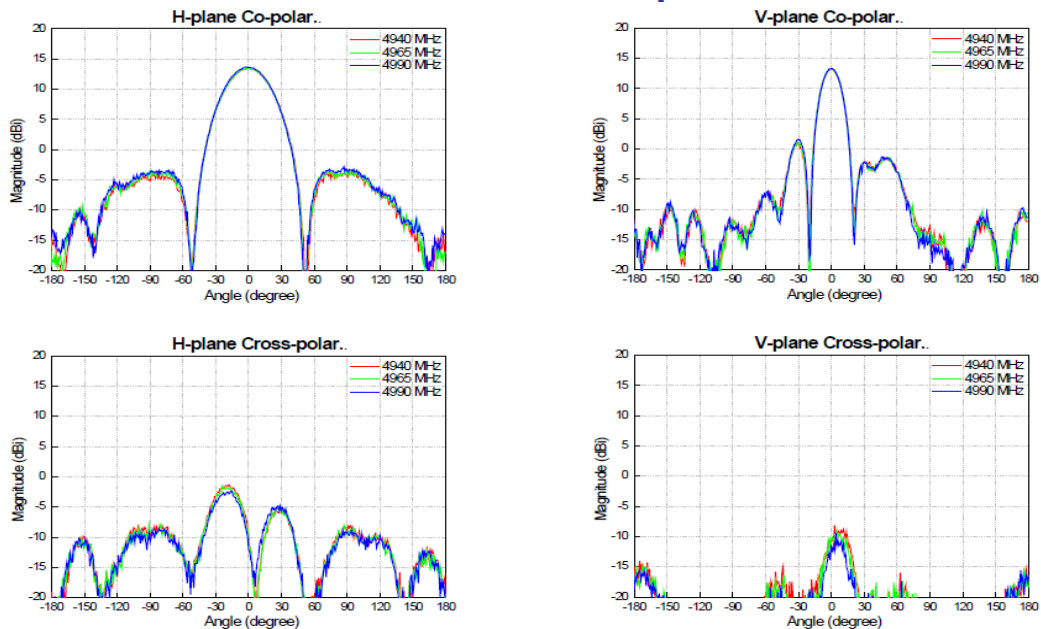 H-plane Co-polar..
20
15
10
5
0
-5
-10
-15
-20
Magnitude (dBi)
4940 MHz
4965 MHz
4990 MHz
-180 -150 -120 -90 -60 -30 0 30 60 90 120 150 180
Angle (degree)
V-plane Co-polar..
20
15
10
5
0
-5
-10
-15
-20
Magnitude (dBi)
4940 MHz
4965 MHz
4990 MHz
-180 -150 -120 -90 -60 -30 0 30 60 90 120 150 180
Angle (degree)
H-plane Cross-polar..
20
15
10
5
0
-5
-10
-15
-20
Magnitude (dBi)
4940 MHz
4965 MHz
4990 MHz
-180 -150 -120 -90 -60 -30 0 30 60 90 120 150 180
Angle (degree)
V-plane Cross-polar..
20
15
10
5
0
-5
-10
-15
-20
Magnitude (dBi)
4940 MHz
4965 MHz
4990 MHz
-180 -150 -120 -90 -60 -30 0 30 60 90 120 150 180
Angle (degree)